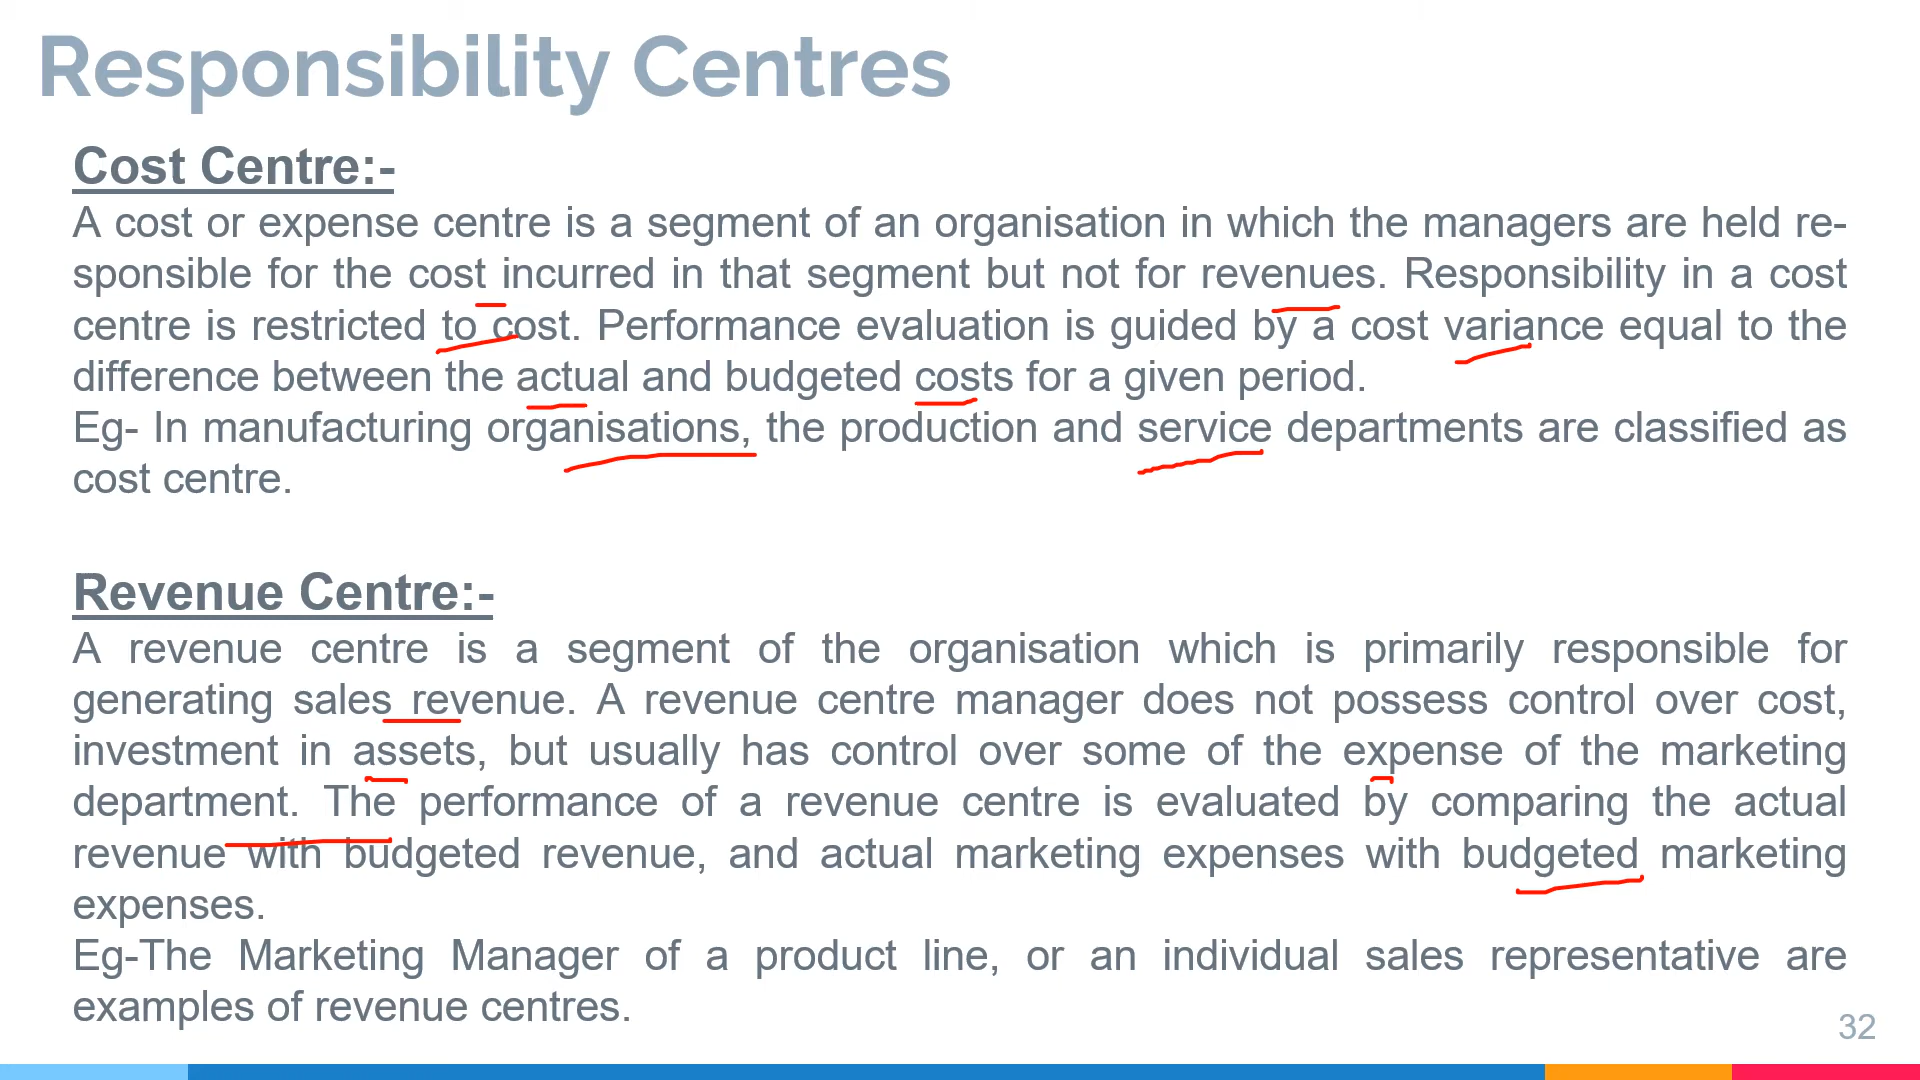 Responsibility Centres
Cost Centre:-
A cost or expense centre is a segment of an organisation in which the managers are held re-
sponsible for the cost incurred in that segment but not for revenues. Responsibility in a cost
centre is restricted to cost. Performance evaluation is guided by a cost variance equal to the
difference between the actual and budgeted costs for a given period.
Eg- In manufacturing organisations, the production and service departments are classified as
cost centre.
Revenue Centre:-
A revenue centre is a segment of the organisation which is primarily responsible for
generating sales revenue. A revenue centre manager does not possess control over cost,
investment in assets, but usually has control over some of the expense of the marketing
department. The performance of a revenue centre is evaluated by comparing the actual
revenue with budgeted revenue, and actual marketing expenses with budgeted marketing
expenses.
Eg-The Marketing Manager of a product line, or an individual sales representative are
examples of revenue centres.
32